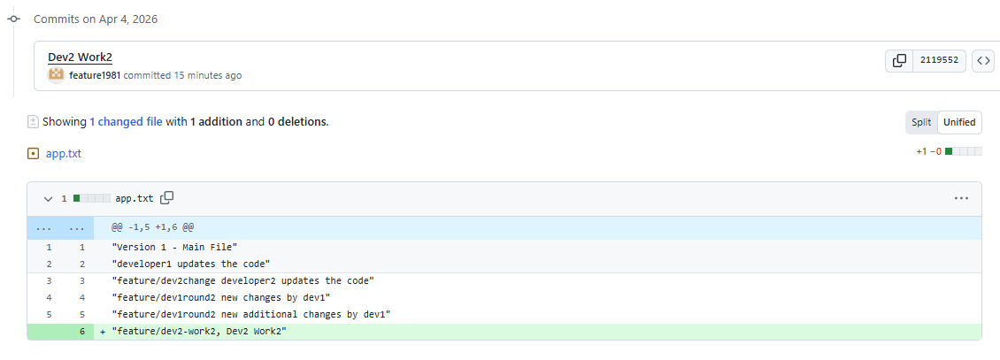 Commits on Apr 4, 2026
Dev2 Work2
feature1981 committed 15 minutes ago
2119552
Showing 1 changed file with 1 addition and 0 deletions.
Split Unified
app.txt
+1 −0
1 app.txt
... ... @@ -1,5 +1,6 @@
1 1 "Version 1 - Main File"
2 2 "developer1 updates the code"
3 3 "feature/dev2change developer2 updates the code"
4 4 "feature/dev1round2 new changes by dev1"
5 5 "feature/dev1round2 new additional changes by dev1"
6 + "feature/dev2-work2, Dev2 Work2"